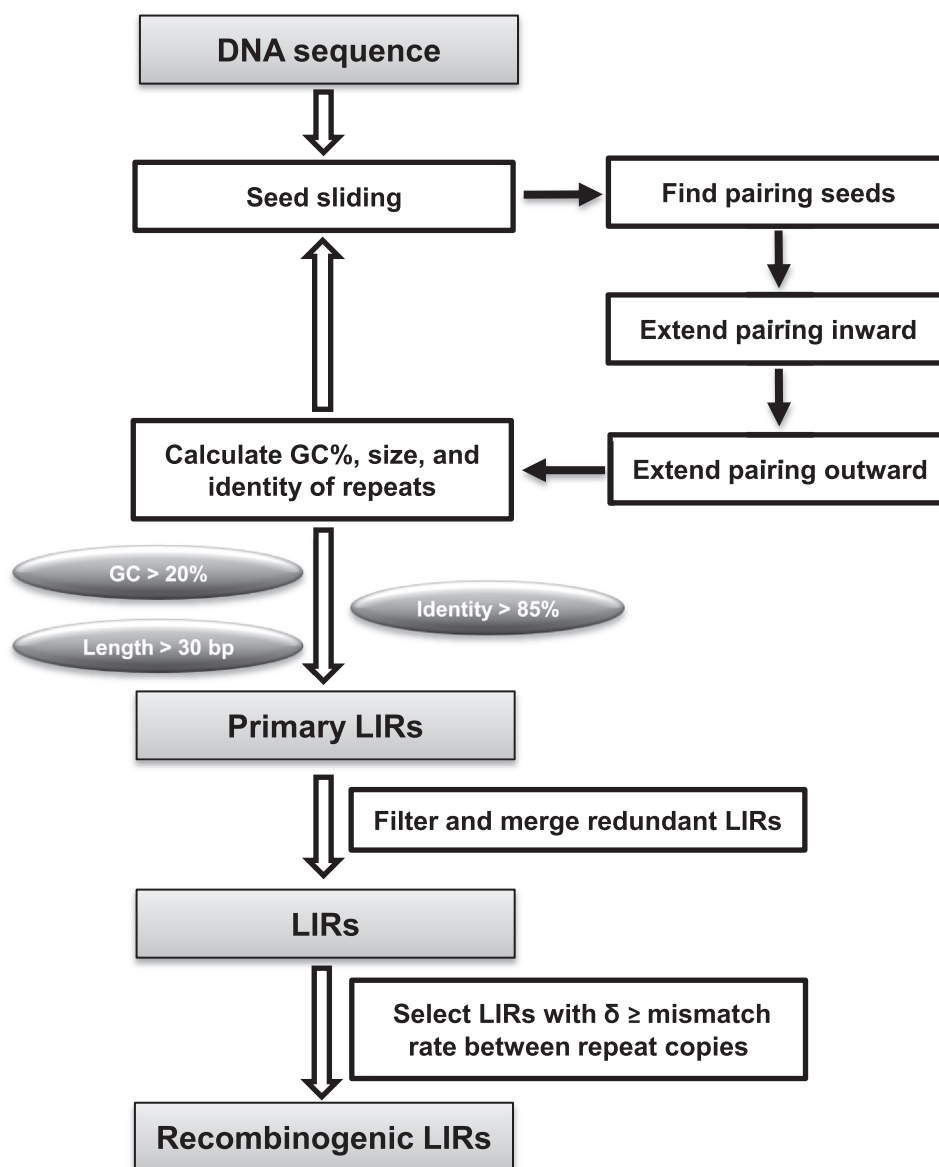 DNA sequence
Seed sliding
Find pairing seeds
Extend pairing inward
Extend pairing outward
Calculate GC%, size, and
identity of repeats
GC > 20%
Identity > 85%
Length > 30 bp
Primary LIRs
Filter and merge redundant LIRs
LIRs
Select LIRs with δ ≥ mismatch
rate between repeat copies
Recombinogenic LIRs